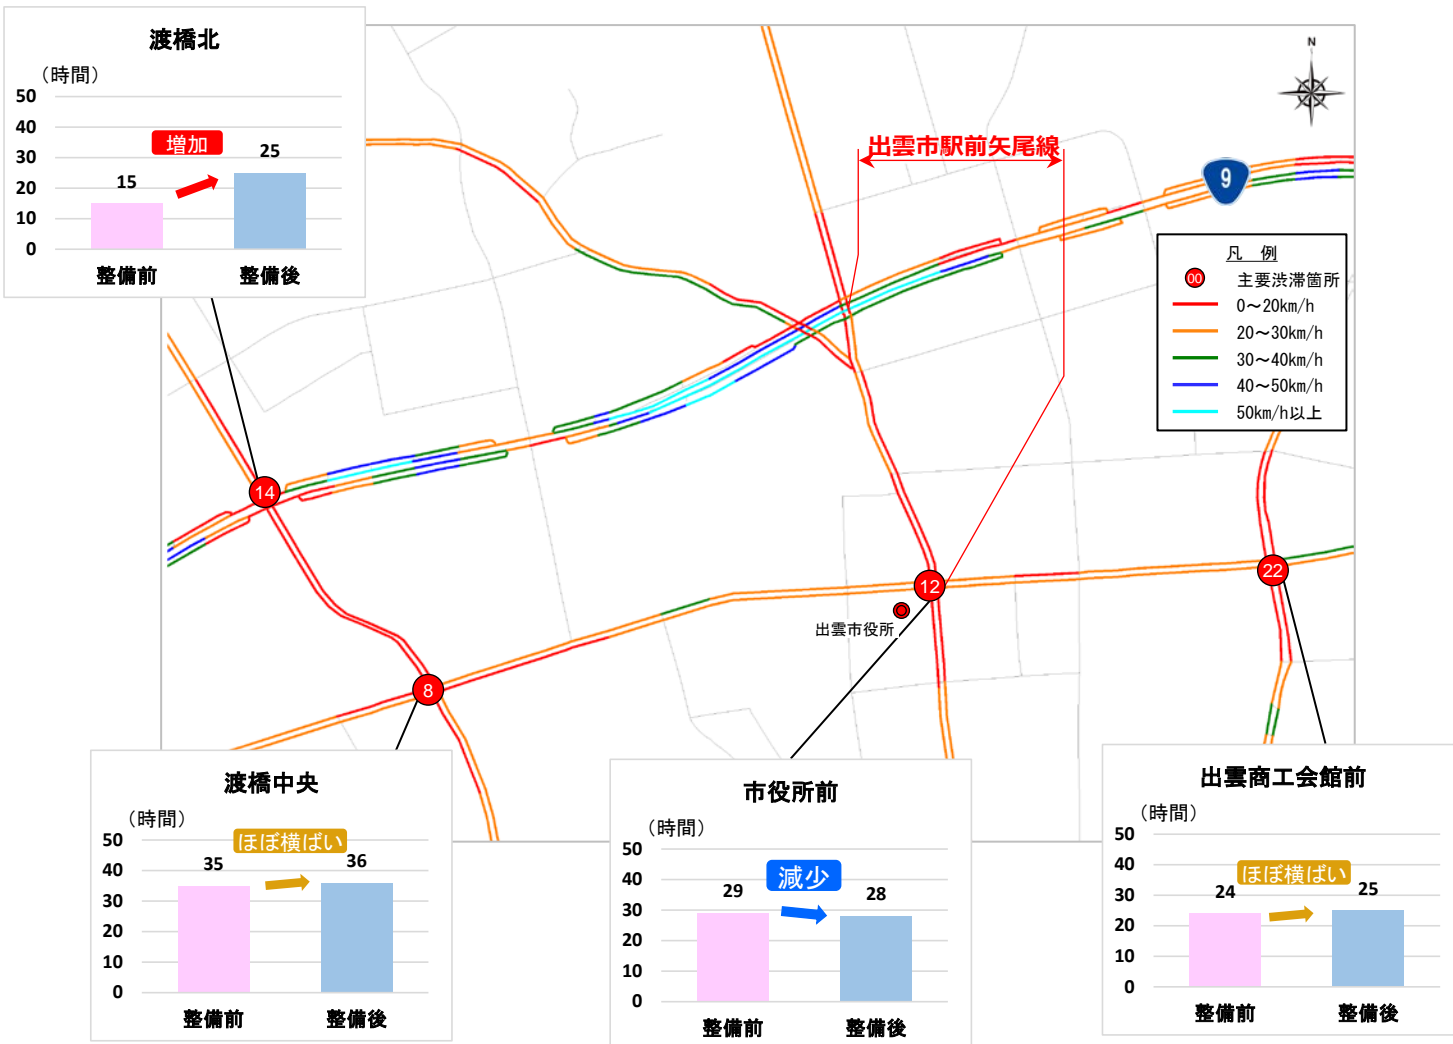 渡橋北
（時間）
50
40
30
20
10
0
増加
15
25
整備前
整備後
出雲市駅前矢尾線
N
9
凡 例
00 主要渋滞箇所
0～20km/h
20～30km/h
30～40km/h
40～50km/h
50km/h以上
14
12
22
8
出雲市役所
渡橋中央
（時間）
50
40
30
20
10
0
ほぼ横ばい
35
36
整備前
整備後
市役所前
（時間）
50
40
30
20
10
0
減少
29
28
整備前
整備後
出雲商工会館前
（時間）
50
40
30
20
10
0
ほぼ横ばい
24
25
整備前
整備後